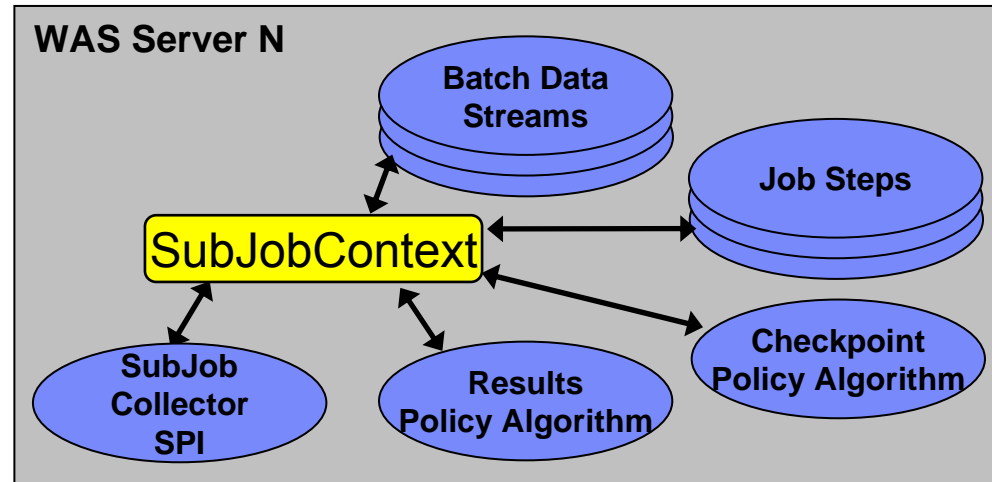 WAS Server N
Batch Data
Streams
Job Steps
SubJobContext
SubJob
Collector
SPI
Results
Policy Algorithm
Checkpoint
Policy Algorithm